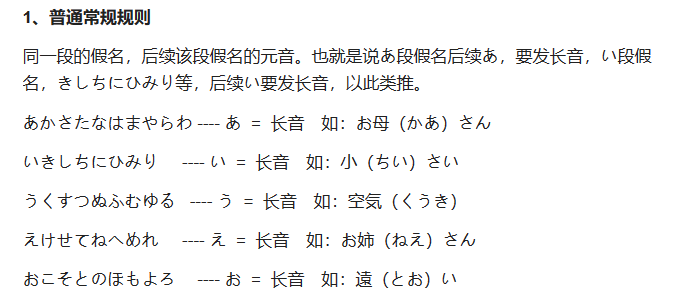 1、普通常规规则
同一段的假名，后续该段假名的元音。也就是说あ段假名后续あ，要发长音，い段假
名，きしちにひみり等，后续い要发长音，以此类推。
あかさたなはまやらわ ---- あ = 长音 如：お母（かあ）さん
いきしちにひみり ---- い = 长音 如：小（ちい）さい
うくすつぬふむゆる ---- う = 长音 如：空気（くうき）
えけせてねへめれ ---- え = 长音 如：お姉（ねえ）さん
おこそとのほもよろ ---- お = 长音 如：遠（とお）い